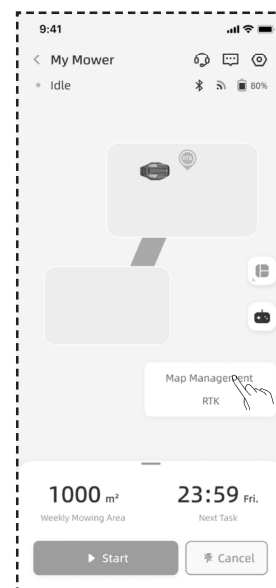 9:41
< My Mower
Idle
80%
RTK
Map Management
RTK
1000 m²
23:59 Fri.
Weekly Mowing Area
Next Task
Start
Cancel